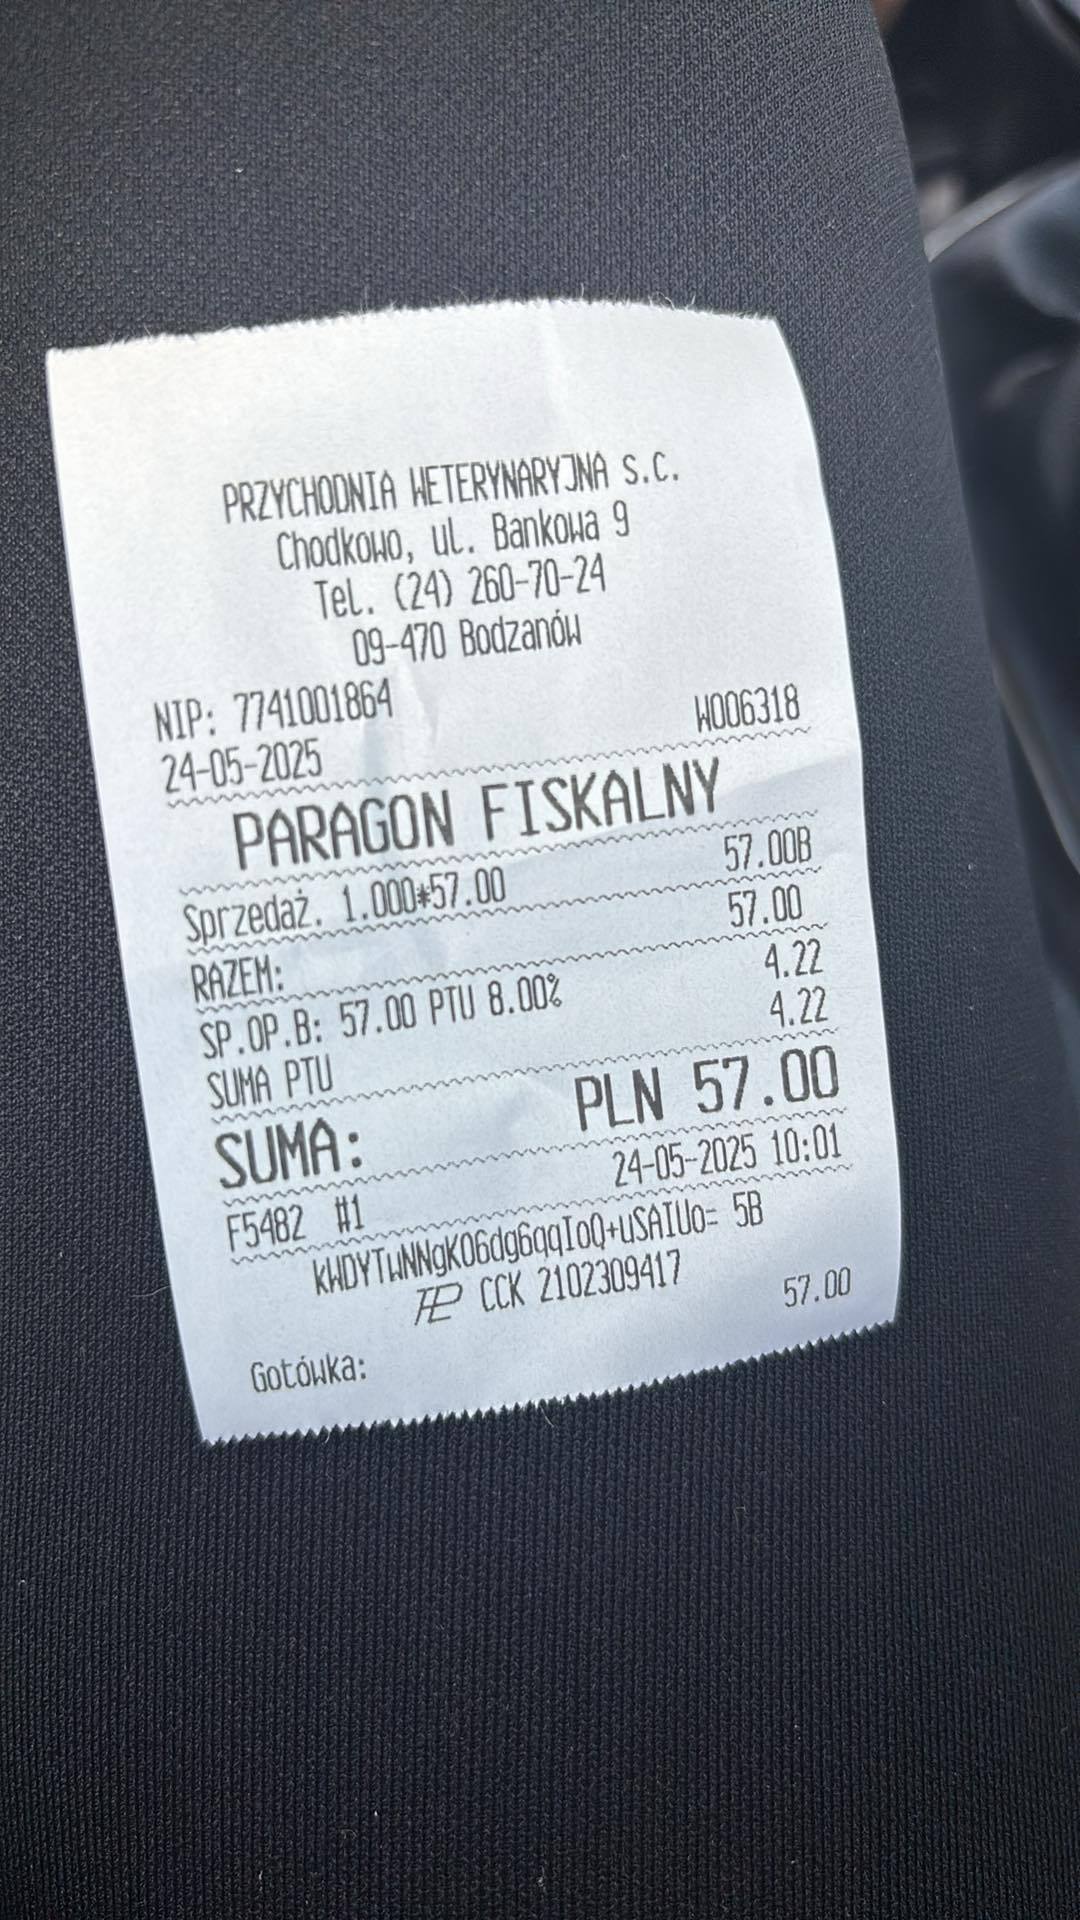 PRZYCHODNIA WETERYNARYJNA S.C.
Chodkowo, ul. Bankowa 9
Tel. (24) 260-70-24
09-470 Bodzanów
NIP: 7741001864
24-05-2025 W006318
PARAGON FISKALNY
Sprzedaż. 1.000*57.00 57.00B
RAZEM: 57.00
SP.OP.B: 57.00 PTU 8.00% 4.22
SUMA PTU 4.22
SUMA: PLN 57.00
F5482 #1 24-05-2025 10:01
kWDYTwNNgKO6dg6qqIoQ+uSAIUo= 5B
CCK 2102309417
Gotówka: 57.00